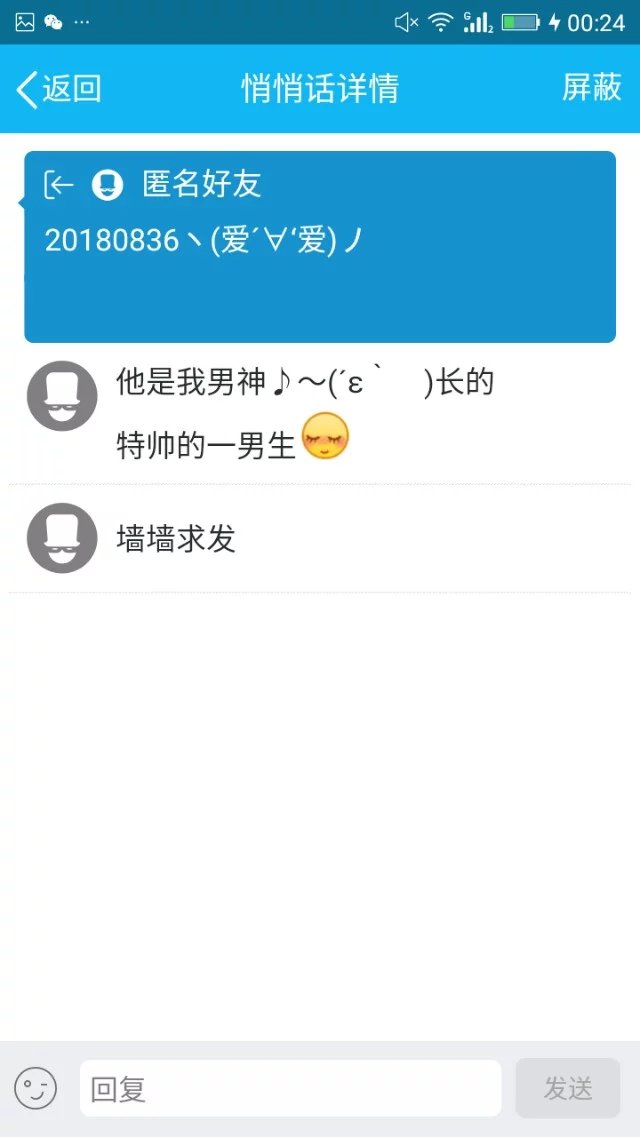 00:24
返回 悄悄话详情 屏蔽
匿名好友
20180836丶(爱´∀‘爱)丿
他是我男神♪～(´ε｀ )长的
特帅的一男生
墙墙求发
回复 发送